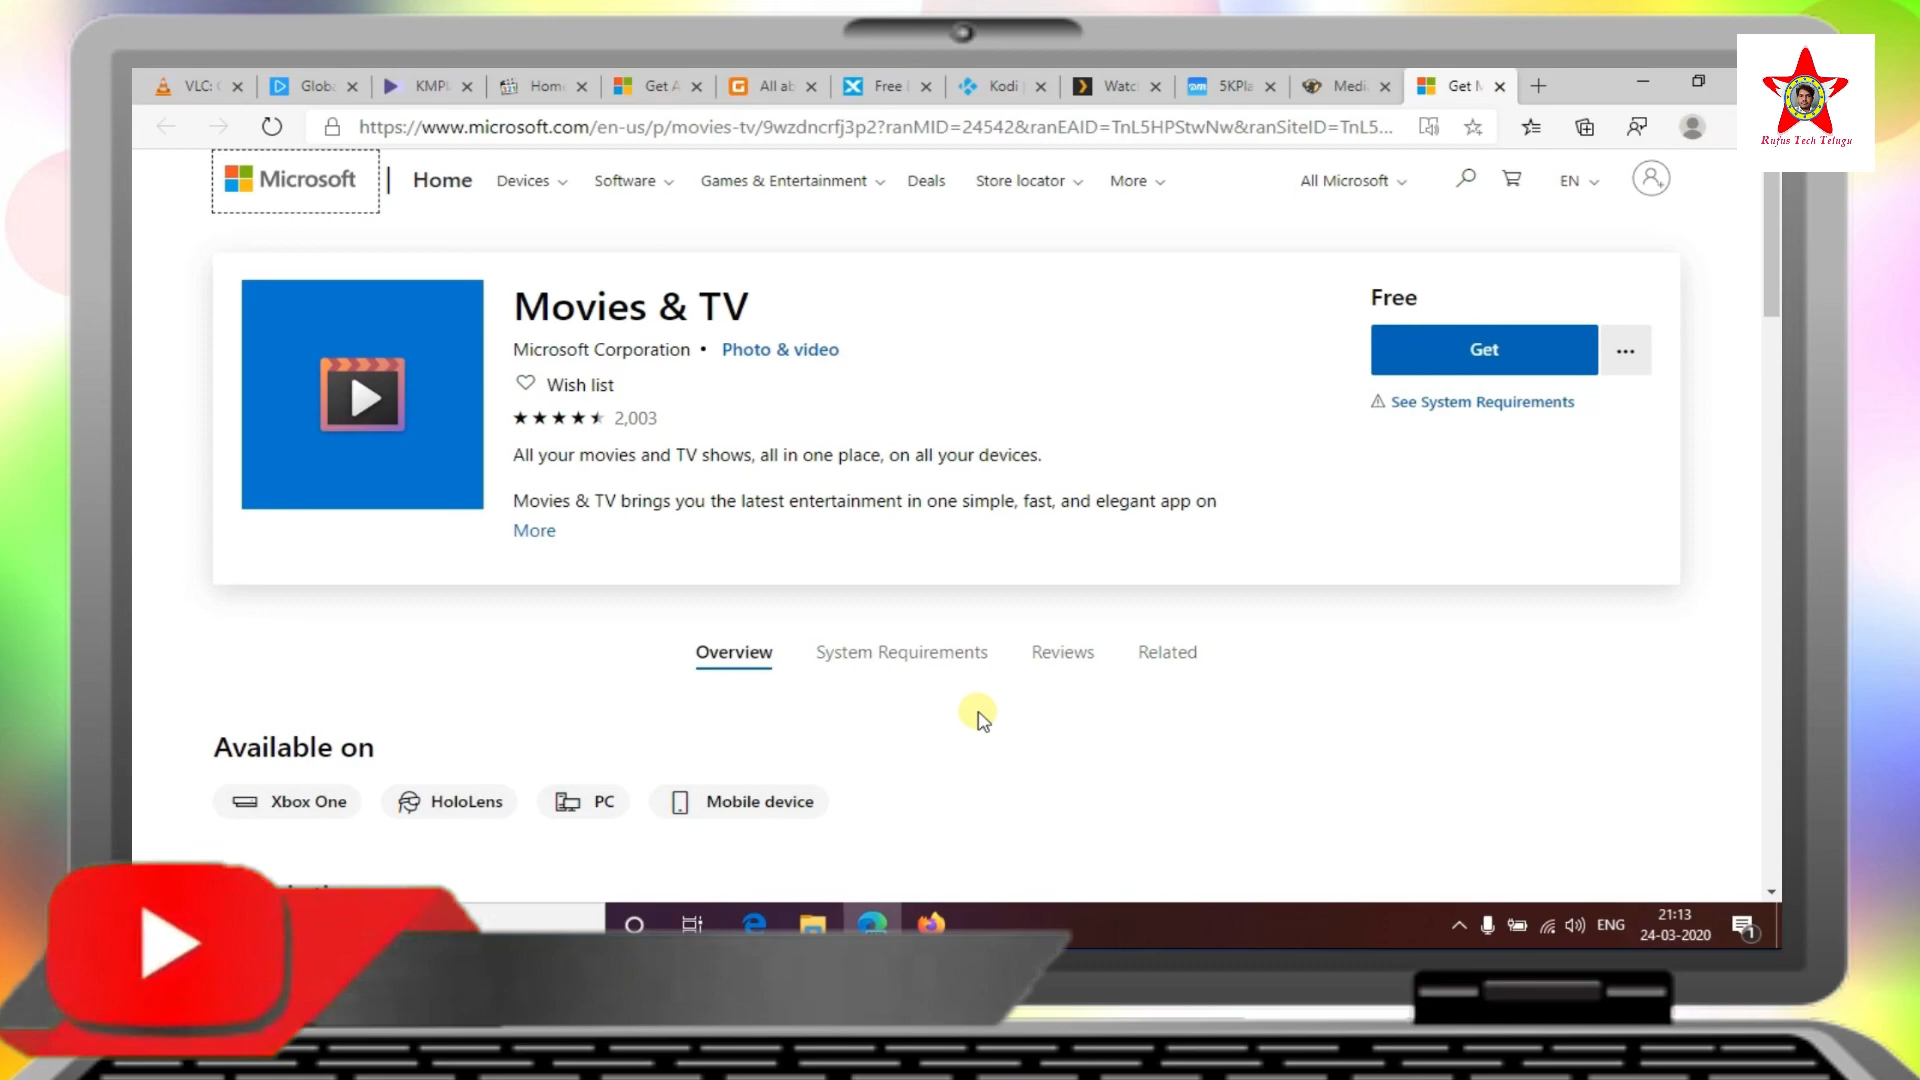 VLC:
Glob
KMPl
Hom
Get A
All ab
Free
Kodi
Watc
5KPla
Medi
Get M
https://www.microsoft.com/en-us/p/movies-tv/9wzdncrfj3p2?ranMID=24542&ranEAID=TnL5HPStwNw&ranSiteID=TnL5...
Rufus Tech Telugu
Microsoft
Home
Devices
Software
Games & Entertainment
Deals
Store locator
More
All Microsoft
EN
Movies & TV
Microsoft Corporation • Photo & video
Wish list
2,003
All your movies and TV shows, all in one place, on all your devices.
Movies & TV brings you the latest entertainment in one simple, fast, and elegant app on
More
Free
Get
...
See System Requirements
Overview
System Requirements
Reviews
Related
Available on
Xbox One
HoloLens
PC
Mobile device
ENG
21:13
24-03-2020
1